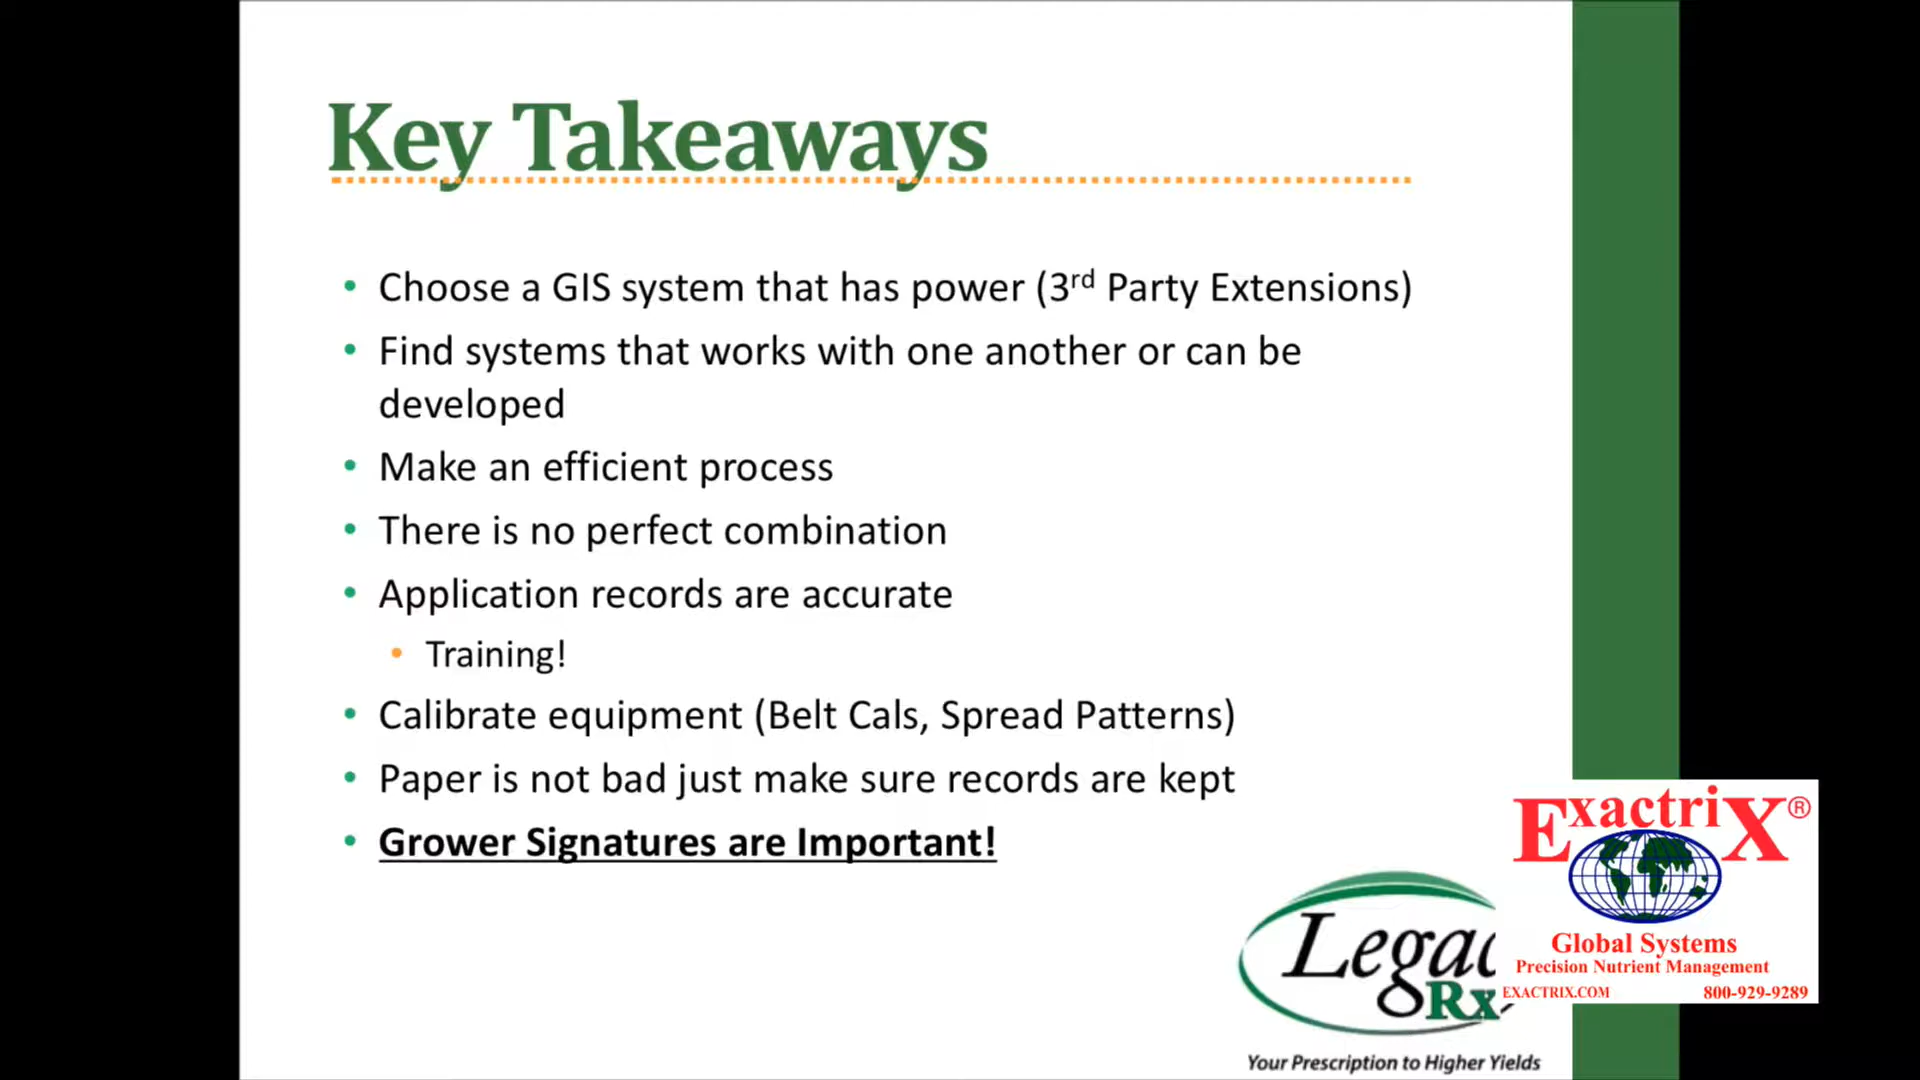 Key Takeaways
• Choose a GIS system that has power (3rd Party Extensions)
• Find systems that works with one another or can be
developed
• Make an efficient process
• There is no perfect combination
• Application records are accurate
• Training!
• Calibrate equipment (Belt Cals, Spread Patterns)
• Paper is not bad just make sure records are kept
• Grower Signatures are Important!
ExactriX®
Global Systems
Precision Nutrient Management
EXACTRIX.COM 800-929-9289
Rx
Your Prescription to Higher Yields